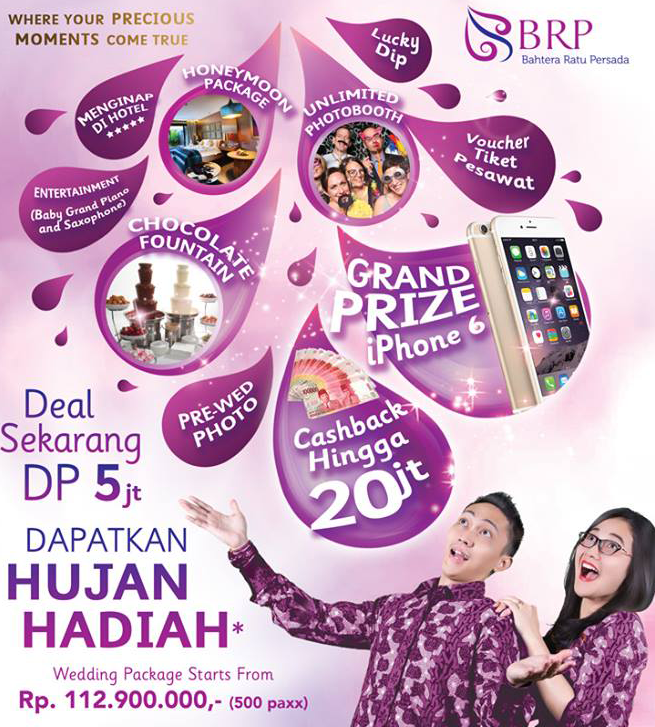 WHERE YOUR PRECIOUS
MOMENTS COME TRUE
BRP
Bahtera Ratu Persada
Lucky
Dip
HONEYMOON
PACKAGE
MENGINAP
DI HOTEL
★★★★★
UNLIMITED
PHOTOBOOTH
Voucher
Tiket
Pesawat
ENTERTAINMENT
(Baby Grand Piano
and Saxophone)
CHOCOLATE
FOUNTAIN
GRAND
PRIZE
iPhone 6
PRE-WED
PHOTO
Cashback
Hingga
20jt
Deal
Sekarang
DP 5jt
DAPATKAN
HUJAN
HADIAH*
Wedding Package Starts From
Rp. 112.900.000,- (500 paxx)